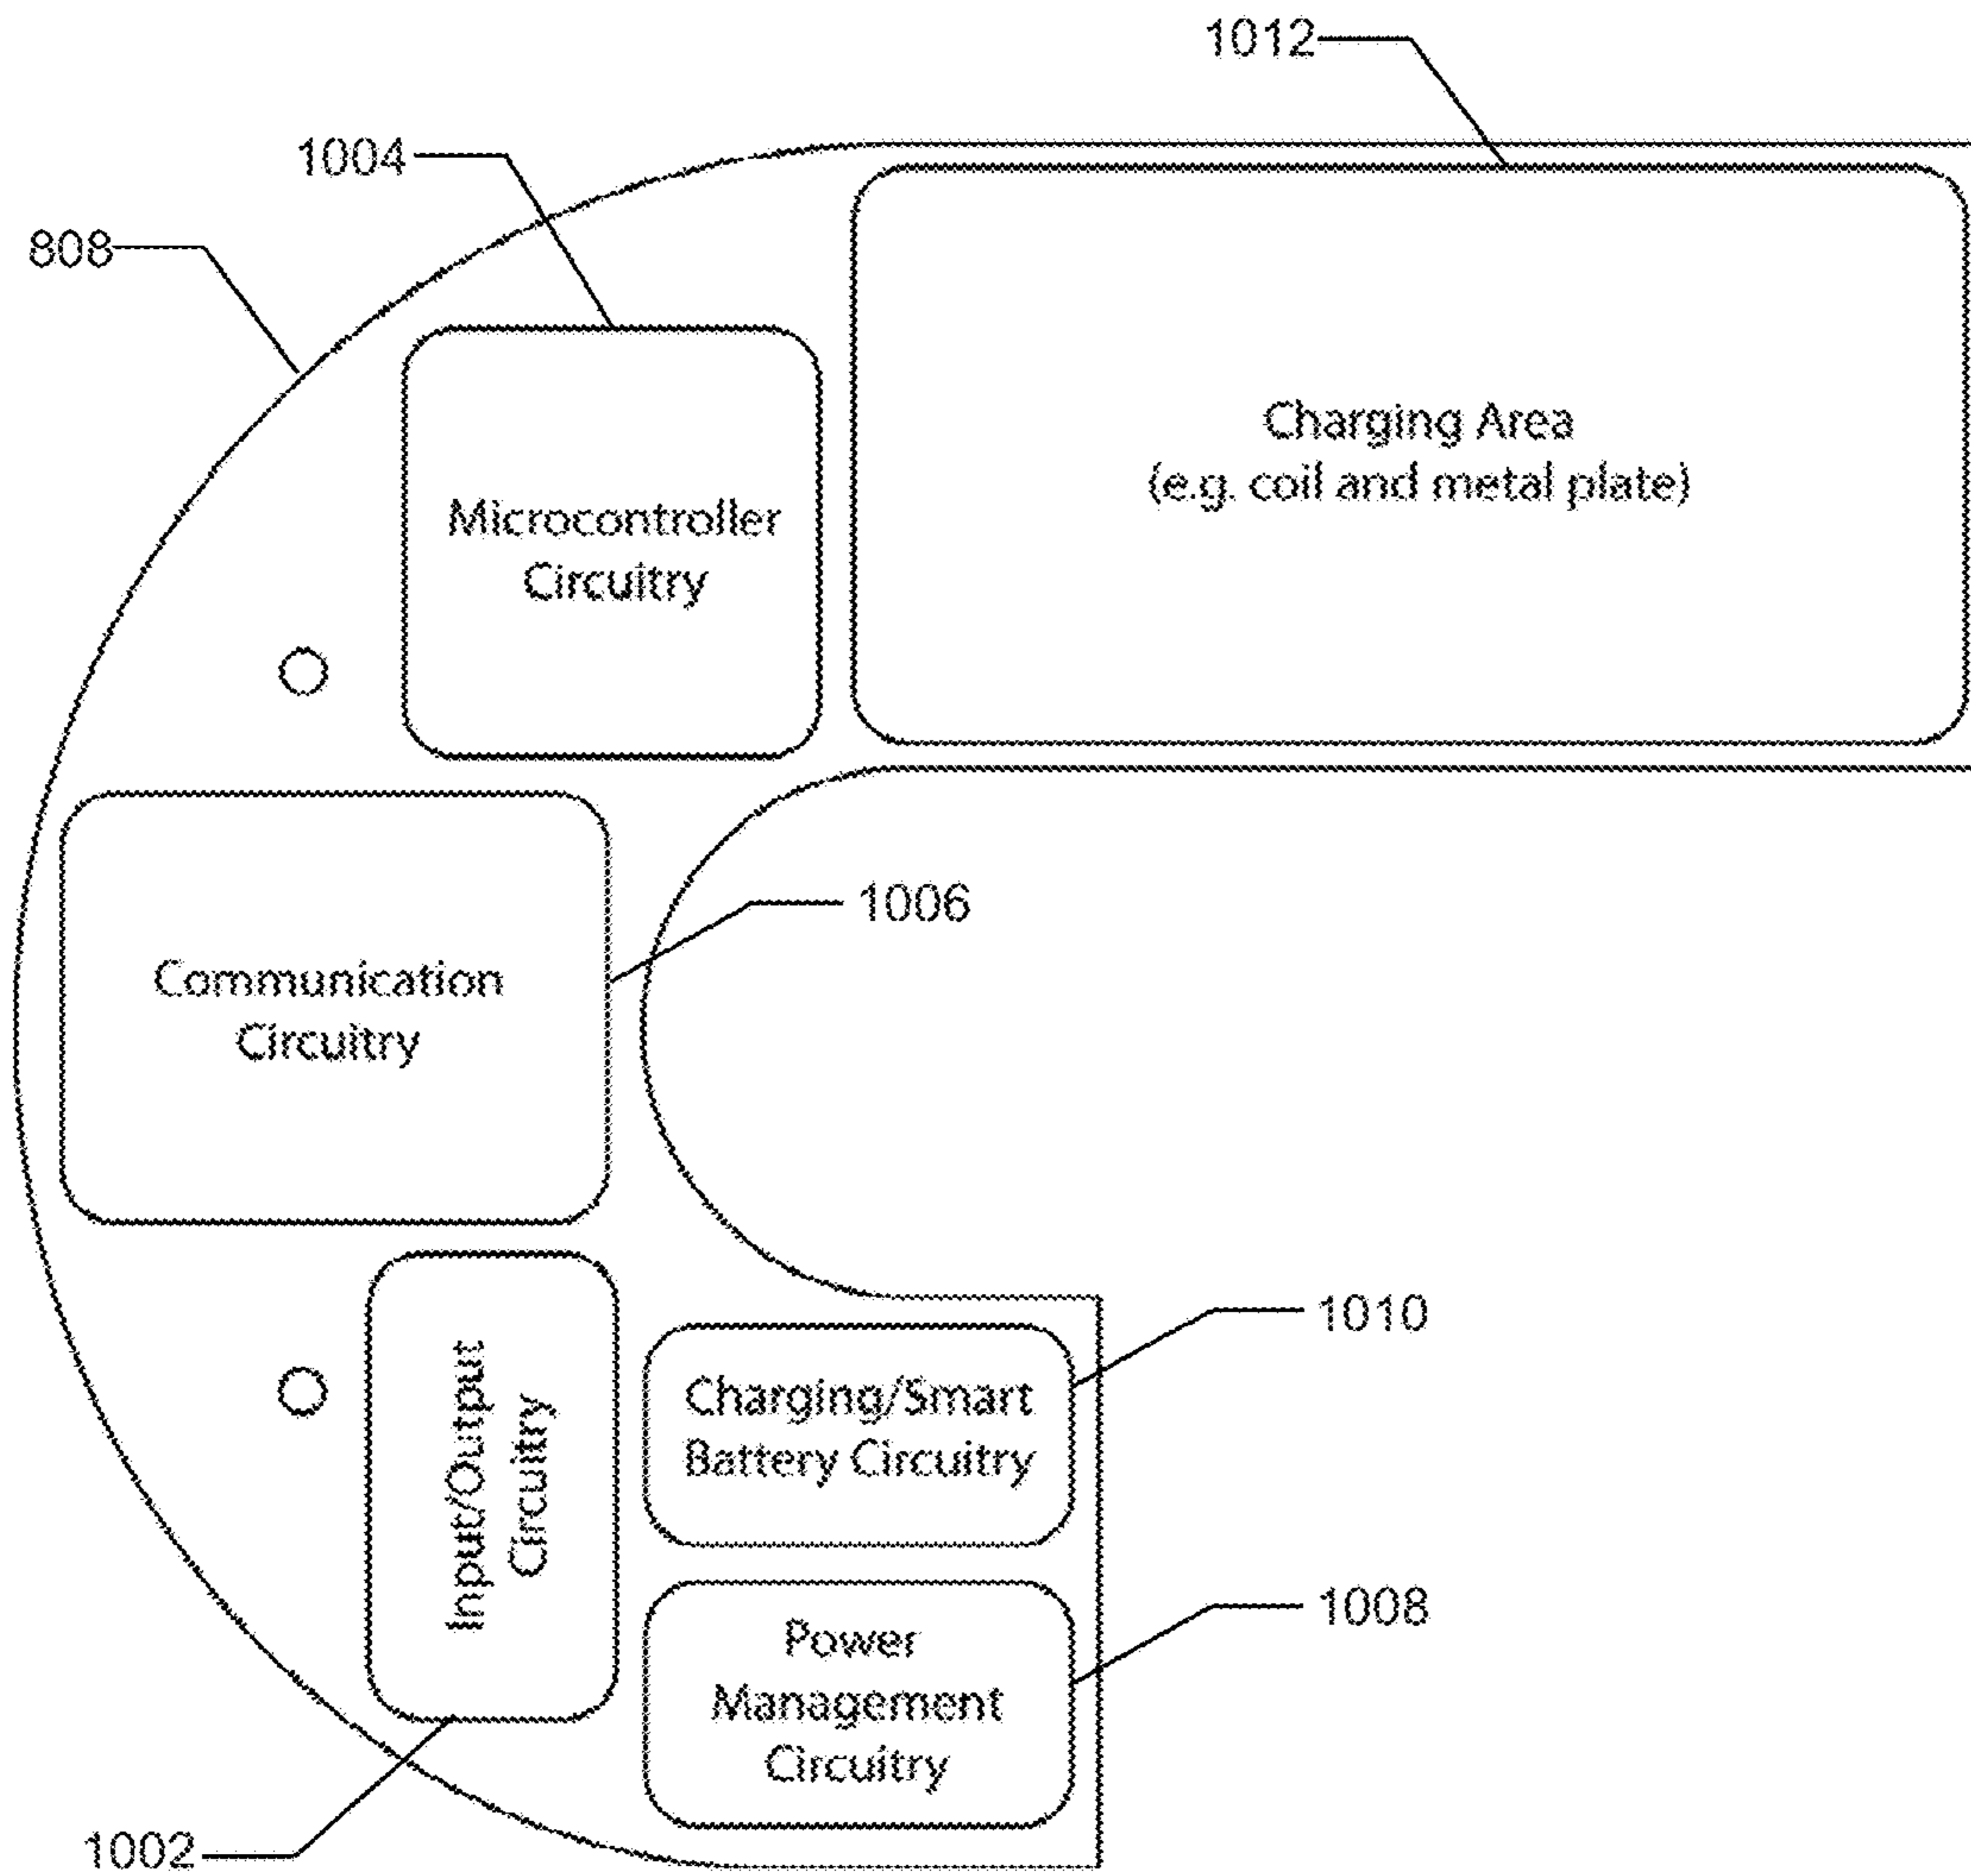 1012
1004
808
Charging Area
(e.g. coil and metal plate)
Microcontroller
Circuitry
1006
Communication
Circuitry
1010
Charging/Smart
Battery Circuitry
Input/Output
Circuitry
1008
Power
Management
Circuitry
1002